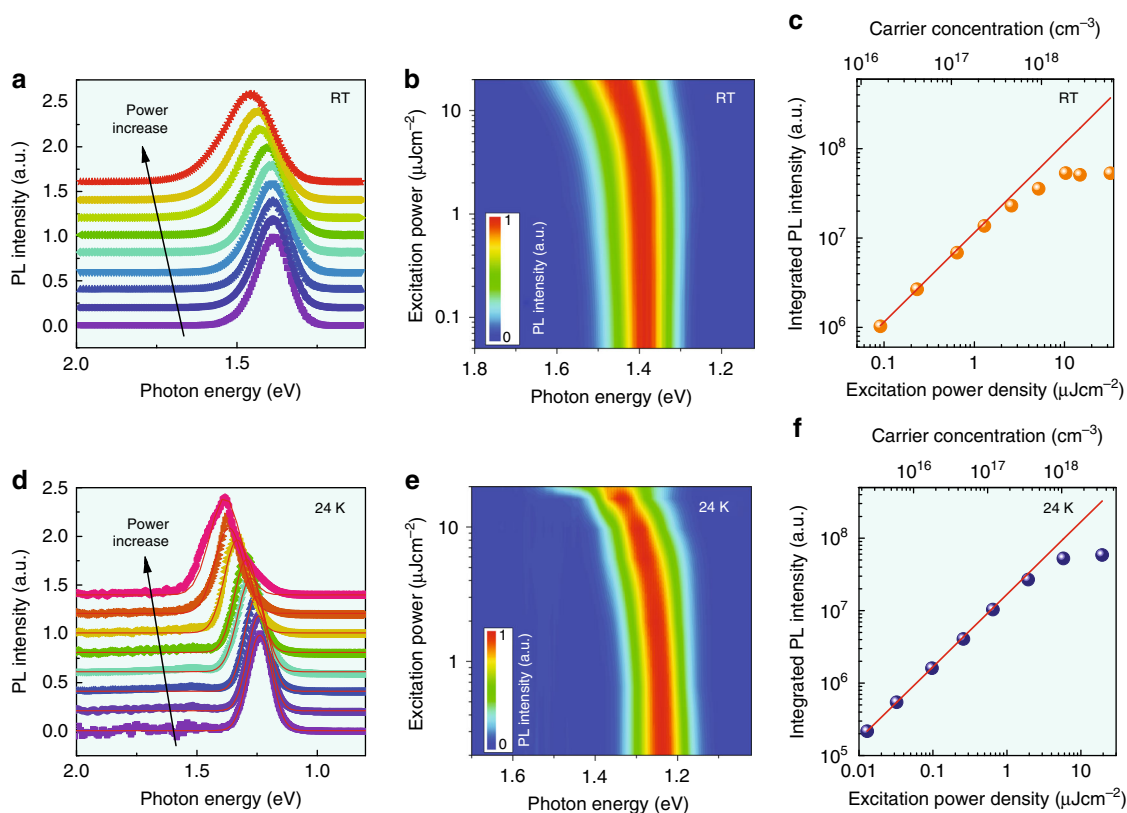 a
RT
Power
increase
PL intensity (a.u.)
2.5
2.0
1.5
1.0
0.5
0.0
2.0
1.5
Photon energy (eV)
b
RT
Excitation power (μJcm⁻²)
10
1
0.1
1
0
PL intensity (a.u.)
1.8
1.6
1.4
1.2
Photon energy (eV)
c
Carrier concentration (cm⁻³)
10¹⁶
10¹⁷
10¹⁸
RT
Integrated PL intensity (a.u.)
10⁸
10⁷
10⁶
0.1
1
10
Excitation power density (μJcm⁻²)
d
24 K
Power
increase
PL intensity (a.u.)
2.5
2.0
1.5
1.0
0.5
0.0
2.0
1.5
1.0
Photon energy (eV)
e
24 K
Excitation power (μJcm⁻²)
10
1
1
0
PL intensity (a.u.)
1.6
1.4
1.2
Photon energy (eV)
f
Carrier concentration (cm⁻³)
10¹⁶
10¹⁷
10¹⁸
24 K
Integrated PL intensity (a.u.)
10⁸
10⁷
10⁶
10⁵
0.01
0.1
1
10
Excitation power density (μJcm⁻²)